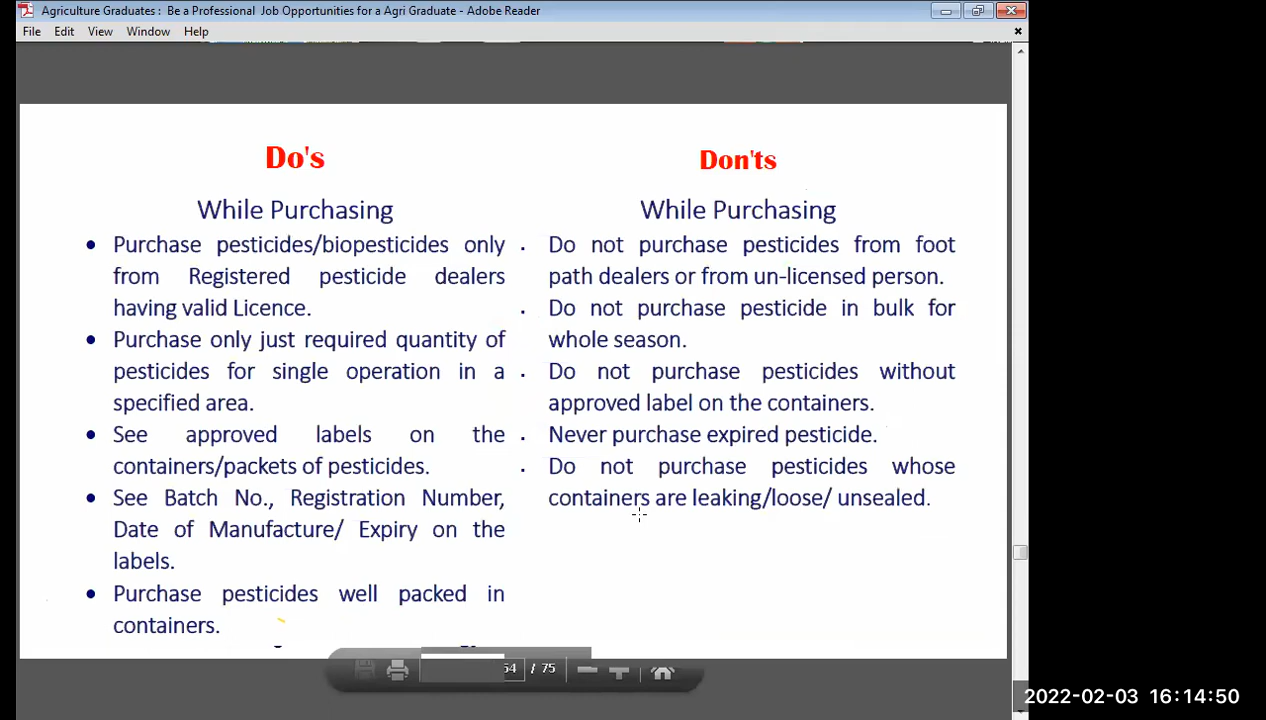 Agriculture Graduates : Be a Professional Job Opportunities for a Agri Graduate - Adobe Reader
File Edit View Window Help
Do's
While Purchasing
• Purchase pesticides/biopesticides only
from Registered pesticide dealers
having valid Licence.
• Purchase only just required quantity of
pesticides for single operation in a
specified area.
• See approved labels on the
containers/packets of pesticides.
• See Batch No., Registration Number,
Date of Manufacture/ Expiry on the
labels.
• Purchase pesticides well packed in
containers.
Don'ts
While Purchasing
• Do not purchase pesticides from foot
path dealers or from un-licensed person.
• Do not purchase pesticide in bulk for
whole season.
• Do not purchase pesticides without
approved label on the containers.
• Never purchase expired pesticide.
• Do not purchase pesticides whose
containers are leaking/loose/ unsealed.
54 / 75
2022-02-03 16:14:50